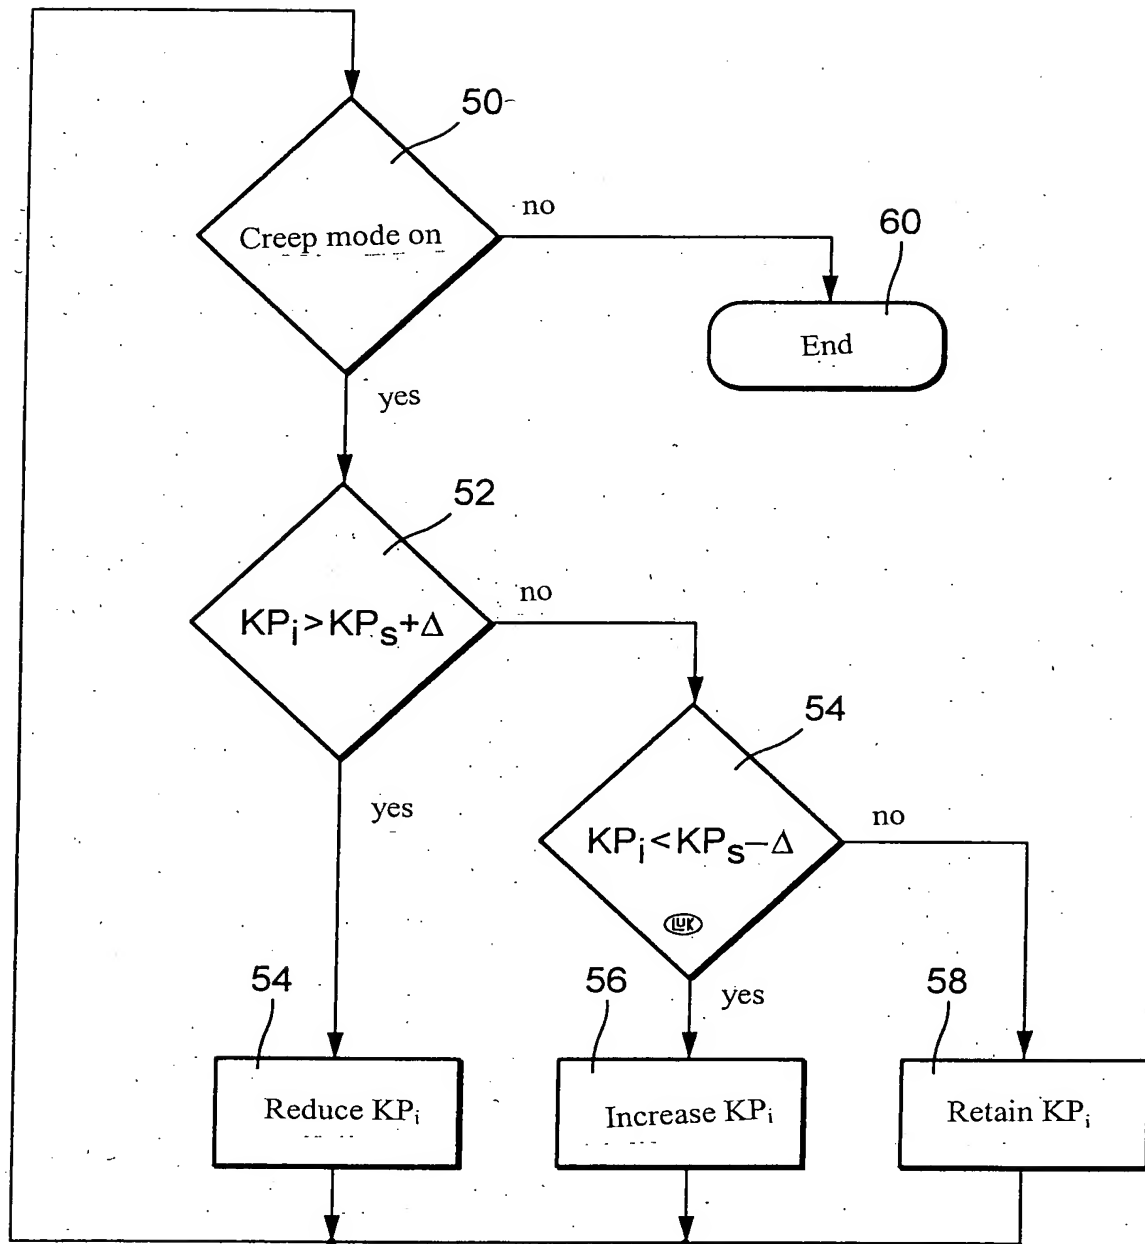 50
Creep mode on
no
60
End
yes
52
KPi>KPs+Δ
no
54
KPi<KPs−Δ
no
LUK
yes
yes
54
56
58
Reduce KPi
Increase KPi
Retain KPi